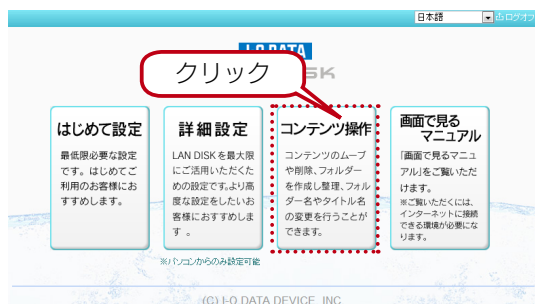 日本語
ログオフ
I-O DATA
クリック
SK
はじめて設定
最低限必要な設定
です。はじめてご
利用のお客様にお
すすめします。
詳細設定
LAN DISKを最大限
にご活用いただくた
めの設定です。より高
度な設定をしたいお
客様におすすめしま
す。
※パソコンからのみ設定可能
コンテンツ操作
コンテンツのムーブ
や削除、フォルダー
を作成し整理、フォル
ダー名やタイトル名
の変更を行うことが
できます。
画面で見る
マニュアル
「画面で見るマニュ
アル」をご覧いただ
けます。
※ご覧いただくには、
インターネットに接続
できる環境が必要にな
ります。
(C) I-O DATA DEVICE, INC